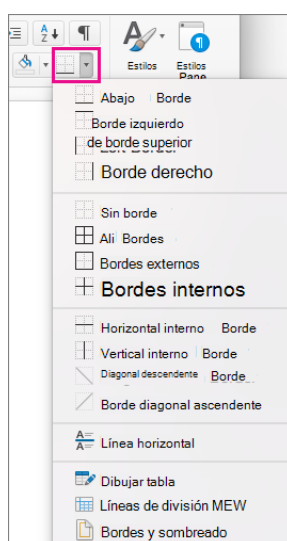 Estilos Estilos
Pane
Abajo Borde
Borde izquierdo
de borde superior
Borde derecho
Sin borde
Ali Bordes
Bordes externos
Bordes internos
Horizontal interno Borde
Vertical interno Borde
Diagonal descendente Borde
Borde diagonal ascendente
Línea horizontal
Dibujar tabla
Líneas de división MEW
Bordes y sombreado